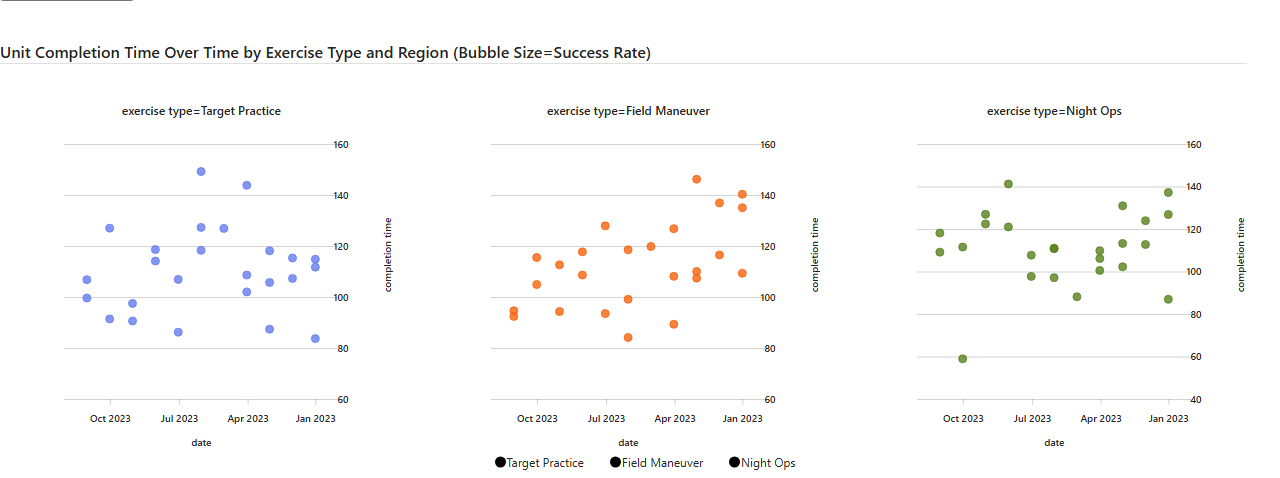 Unit Completion Time Over Time by Exercise Type and Region (Bubble Size=Success Rate)
exercise type=Target Practice
160
140
120
100
80
60
completion time
Oct 2023 Jul 2023 Apr 2023 Jan 2023
date
exercise type=Field Maneuver
160
140
120
100
80
60
completion time
Oct 2023 Jul 2023 Apr 2023 Jan 2023
date
exercise type=Night Ops
160
140
120
100
80
60
40
completion time
Oct 2023 Jul 2023 Apr 2023 Jan 2023
date
Target Practice Field Maneuver Night Ops